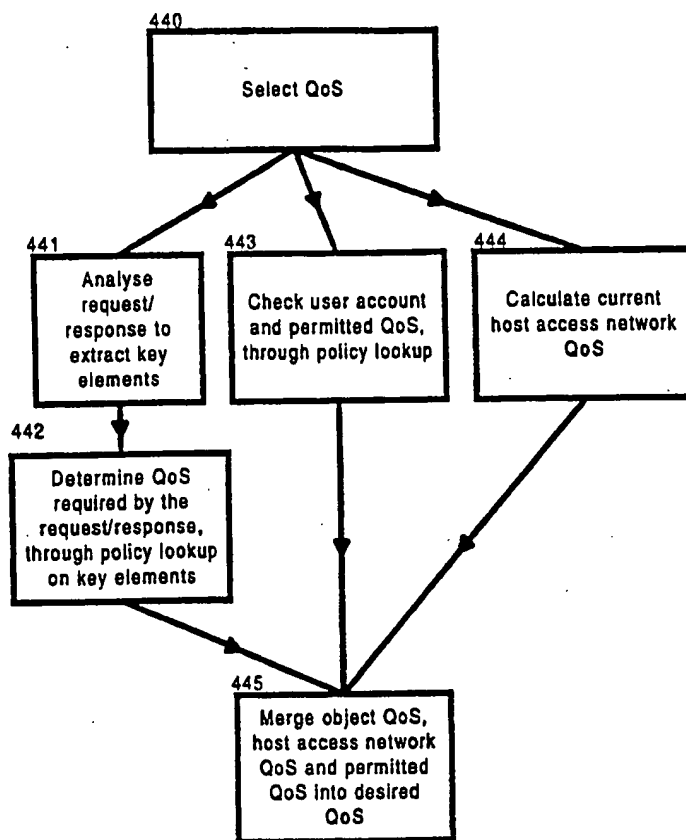 440
Select QoS
441
Analyse
request/
response to
extract key
elements
443
Check user account
and permitted QoS,
through policy lookup
444
Calculate current
host access network
QoS
442
Determine QoS
required by the
request/response,
through policy lookup
on key elements
445
Merge object QoS,
host access network
QoS and permitted
QoS into desired
QoS